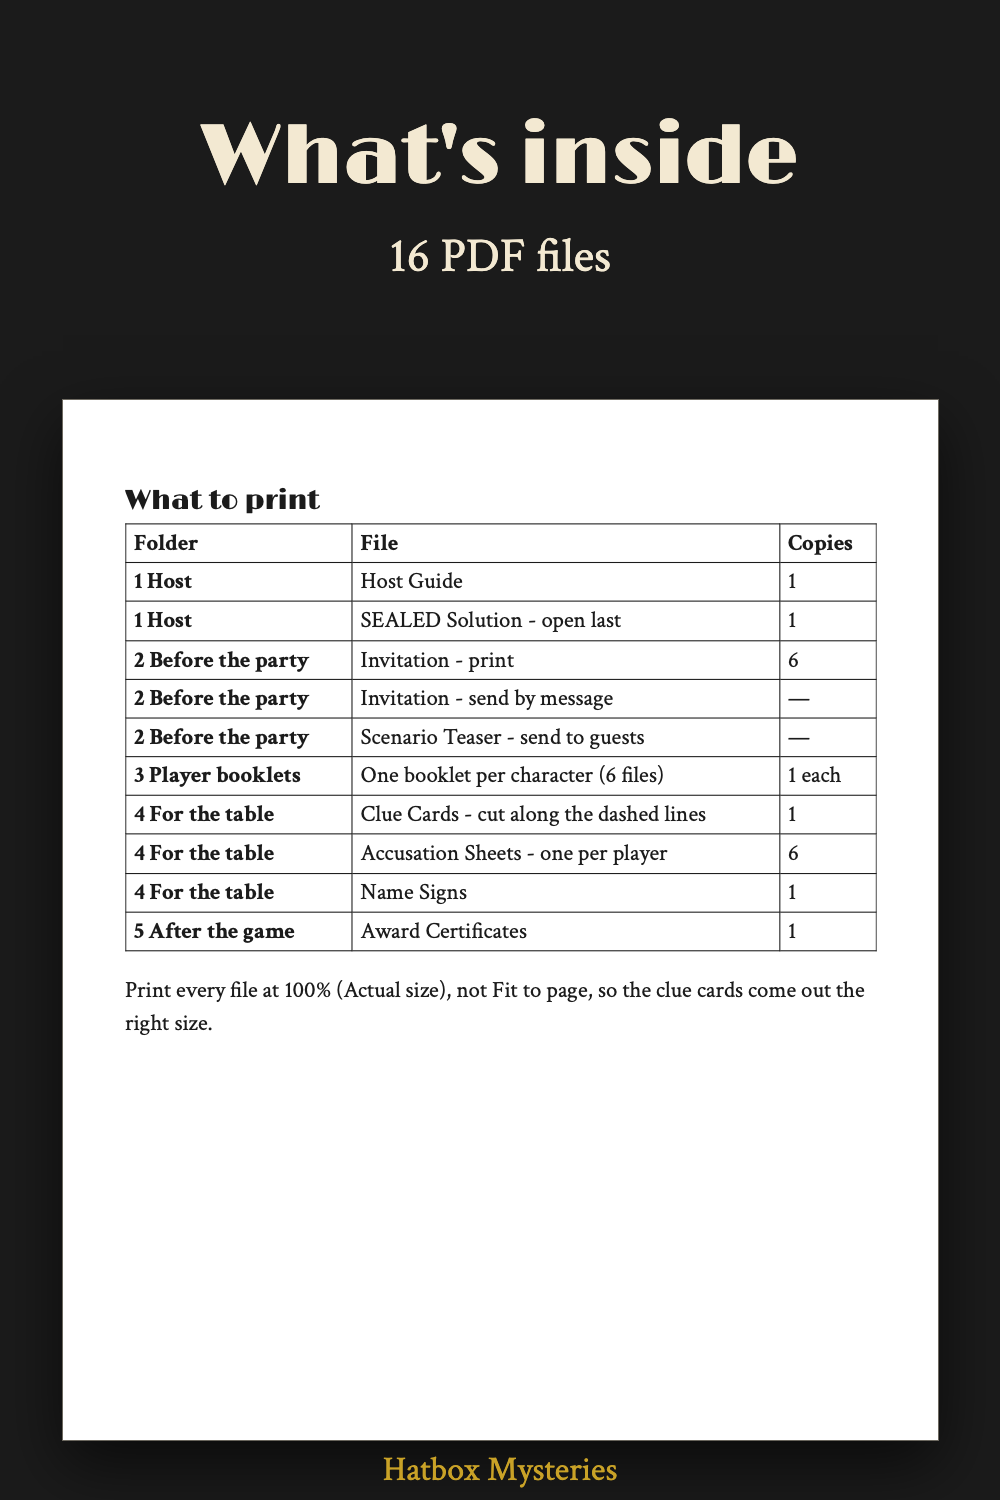 What's inside
16 PDF files
What to print
Folder File Copies
1 Host Host Guide 1
1 Host SEALED Solution - open last 1
2 Before the party Invitation - print 6
2 Before the party Invitation - send by message —
2 Before the party Scenario Teaser - send to guests —
3 Player booklets One booklet per character (6 files) 1 each
4 For the table Clue Cards - cut along the dashed lines 1
4 For the table Accusation Sheets - one per player 6
4 For the table Name Signs 1
5 After the game Award Certificates 1
Print every file at 100% (Actual size), not Fit to page, so the clue cards come out the
right size.
Hatbox Mysteries